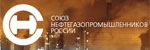 СОЮЗ
НЕФТЕГАЗОПРОМЫШЛЕННИКОВ
РОССИИ